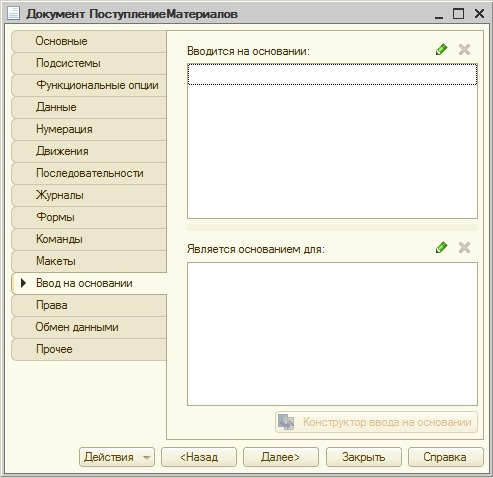 Документ ПоступлениеМатериалов
Основные
Подсистемы
Функциональные опции
Данные
Нумерация
Движения
Последовательности
Журналы
Формы
Команды
Макеты
Ввод на основании
Права
Обмен данными
Прочее
Вводится на основании:
Является основанием для:
Конструктор ввода на основании
Действия
<Назад
Далее>
Закрыть
Справка